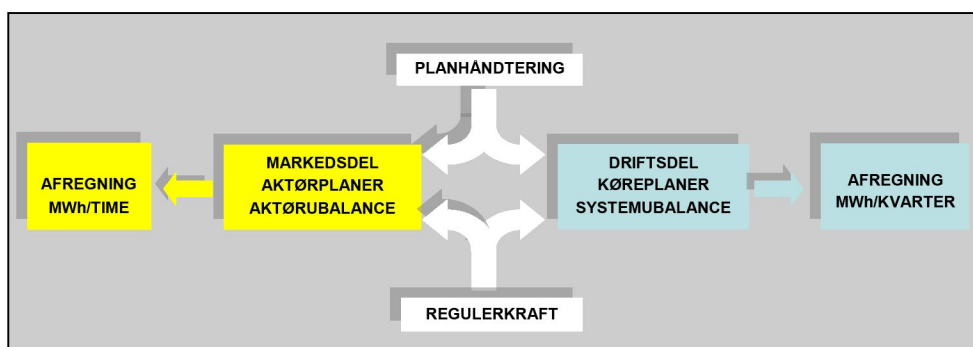 PLANHÅNDTERING
AFREGNING
MWh/TIME
MARKEDSDEL
AKTØRPLANER
AKTØRUBALANCE
DRIFTSDEL
KØREPLANER
SYSTEMUBALANCE
AFREGNING
MWh/KVARTER
REGULERKRAFT